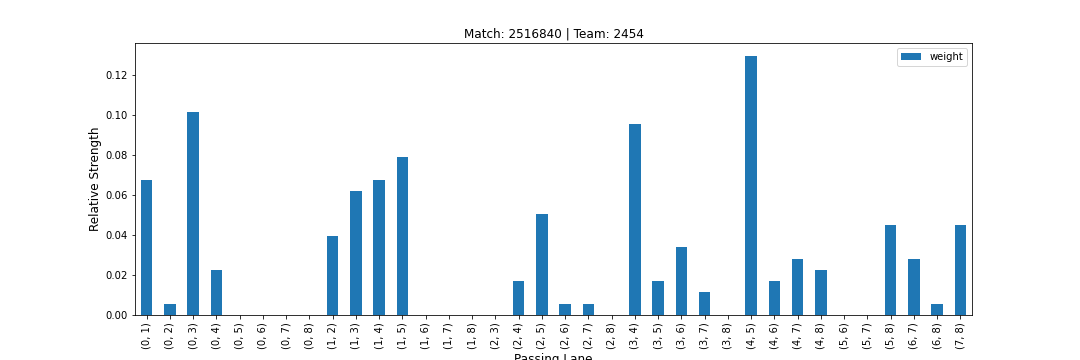 Match: 2516840 | Team: 2454
weight
Relative Strength
0.12
0.10
0.08
0.06
0.04
0.02
0.00
(0, 1) (0, 2) (0, 3) (0, 4) (0, 5) (0, 6) (0, 7) (0, 8) (1, 2) (1, 3) (1, 4) (1, 5) (1, 6) (1, 7) (1, 8) (2, 3) (2, 4) (2, 5) (2, 6) (2, 7) (2, 8) (3, 4) (3, 5) (3, 6) (3, 7) (3, 8) (4, 5) (4, 6) (4, 7) (4, 8) (5, 6) (5, 7) (5, 8) (6, 7) (6, 8) (7, 8)
Passing Lane